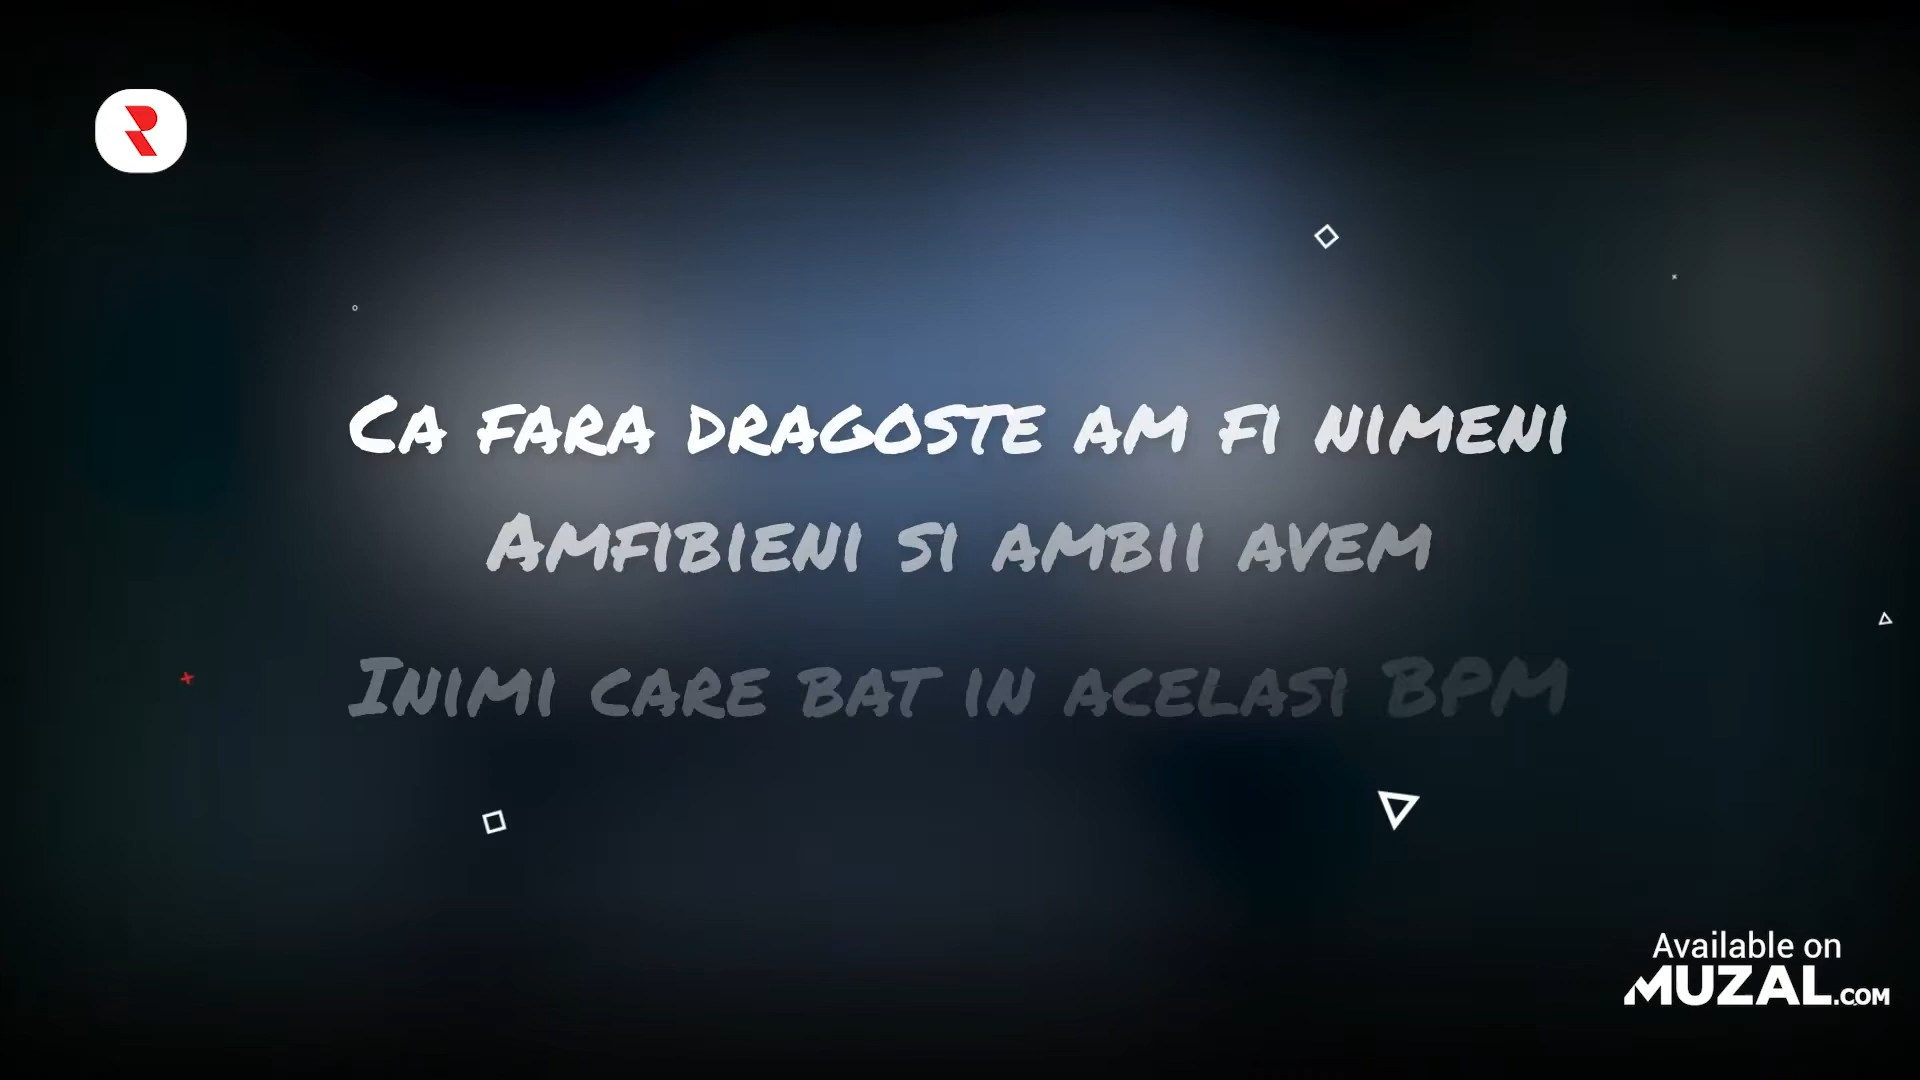 Ca fara dragoste am fi nimeni
Amfibieni si ambii avem
Inimi care bat in acelasi BPM
Available on
MUZAL.COM